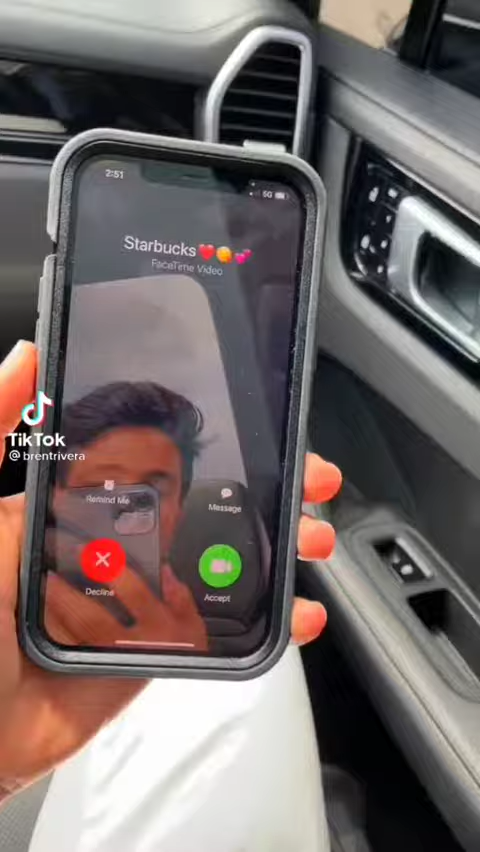 2:51
5G
Starbucks❤️😘💕
FaceTime Video
TikTok
@brentrivera
Remind Me
Message
Decline
Accept